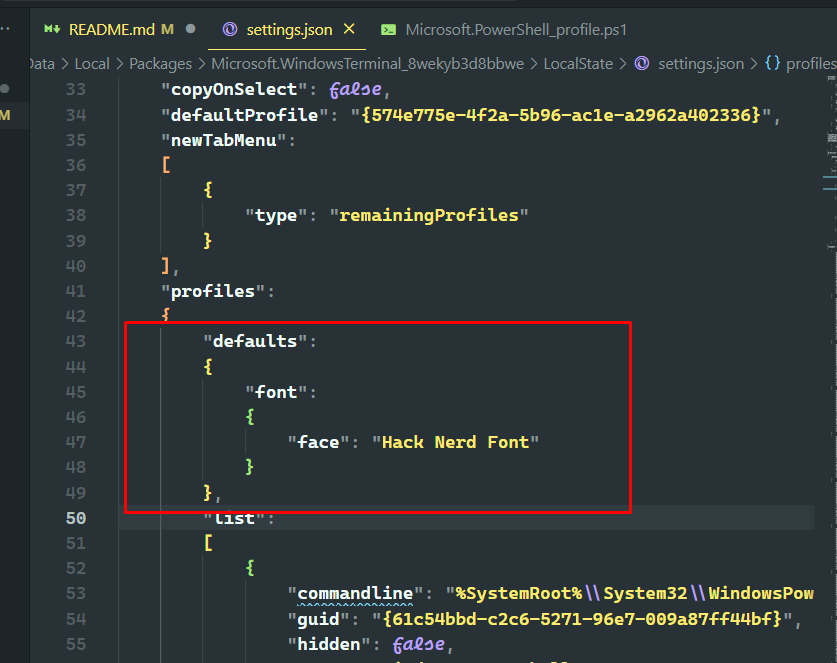 README.md M ● settings.json × Microsoft.PowerShell_profile.ps1
Data > Local > Packages > Microsoft.WindowsTerminal_8wekyb3d8bbwe > LocalState > settings.json > {} profiles
M
33 "copyOnSelect": false,
34 "defaultProfile": "{574e775e-4f2a-5b96-ac1e-a2962a402336}",
35 "newTabMenu":
36 [
37 {
38 "type": "remainingProfiles"
39 }
40 ],
41 "profiles":
42 {
43 "defaults":
44 {
45 "font":
46 {
47 "face": "Hack Nerd Font"
48 }
49 },
50 "list":
51 [
52 {
53 "commandline": "%SystemRoot%\\System32\\WindowsPow
54 "guid": "{61c54bbd-c2c6-5271-96e7-009a87ff44bf}",
55 "hidden": false,